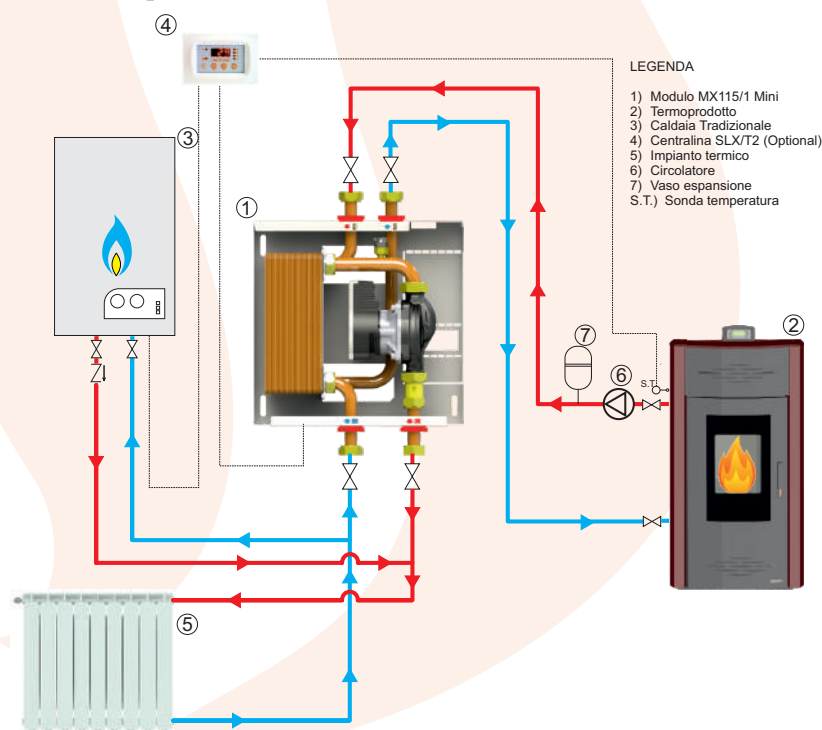 4
LEGENDA
1) Modulo MX115/1 Mini
2) Termoprodotto
3) Caldaia Tradizionale
4) Centralina SLX/T2 (Optional)
5) Impianto termico
6) Circolatore
7) Vaso espansione
S.T.) Sonda temperatura
3
1
7
2
6
S.T.
5